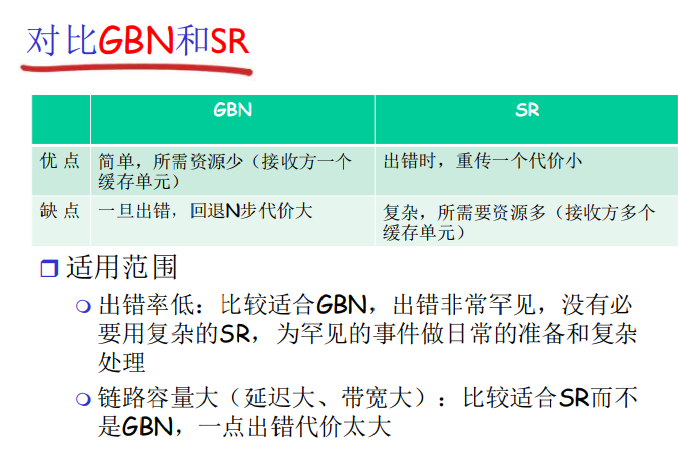 对比GBN和SR
GBN SR
优 点 简单，所需资源少（接收方一个
缓存单元） 出错时，重传一个代价小
缺 点 一旦出错，回退N步代价大 复杂，所需要资源多（接收方多个
缓存单元）
适用范围
出错率低：比较适合GBN，出错非常罕见，没有必
要用复杂的SR，为罕见的事件做日常的准备和复杂
处理
链路容量大（延迟大、带宽大）：比较适合SR而不
是GBN，一点出错代价太大